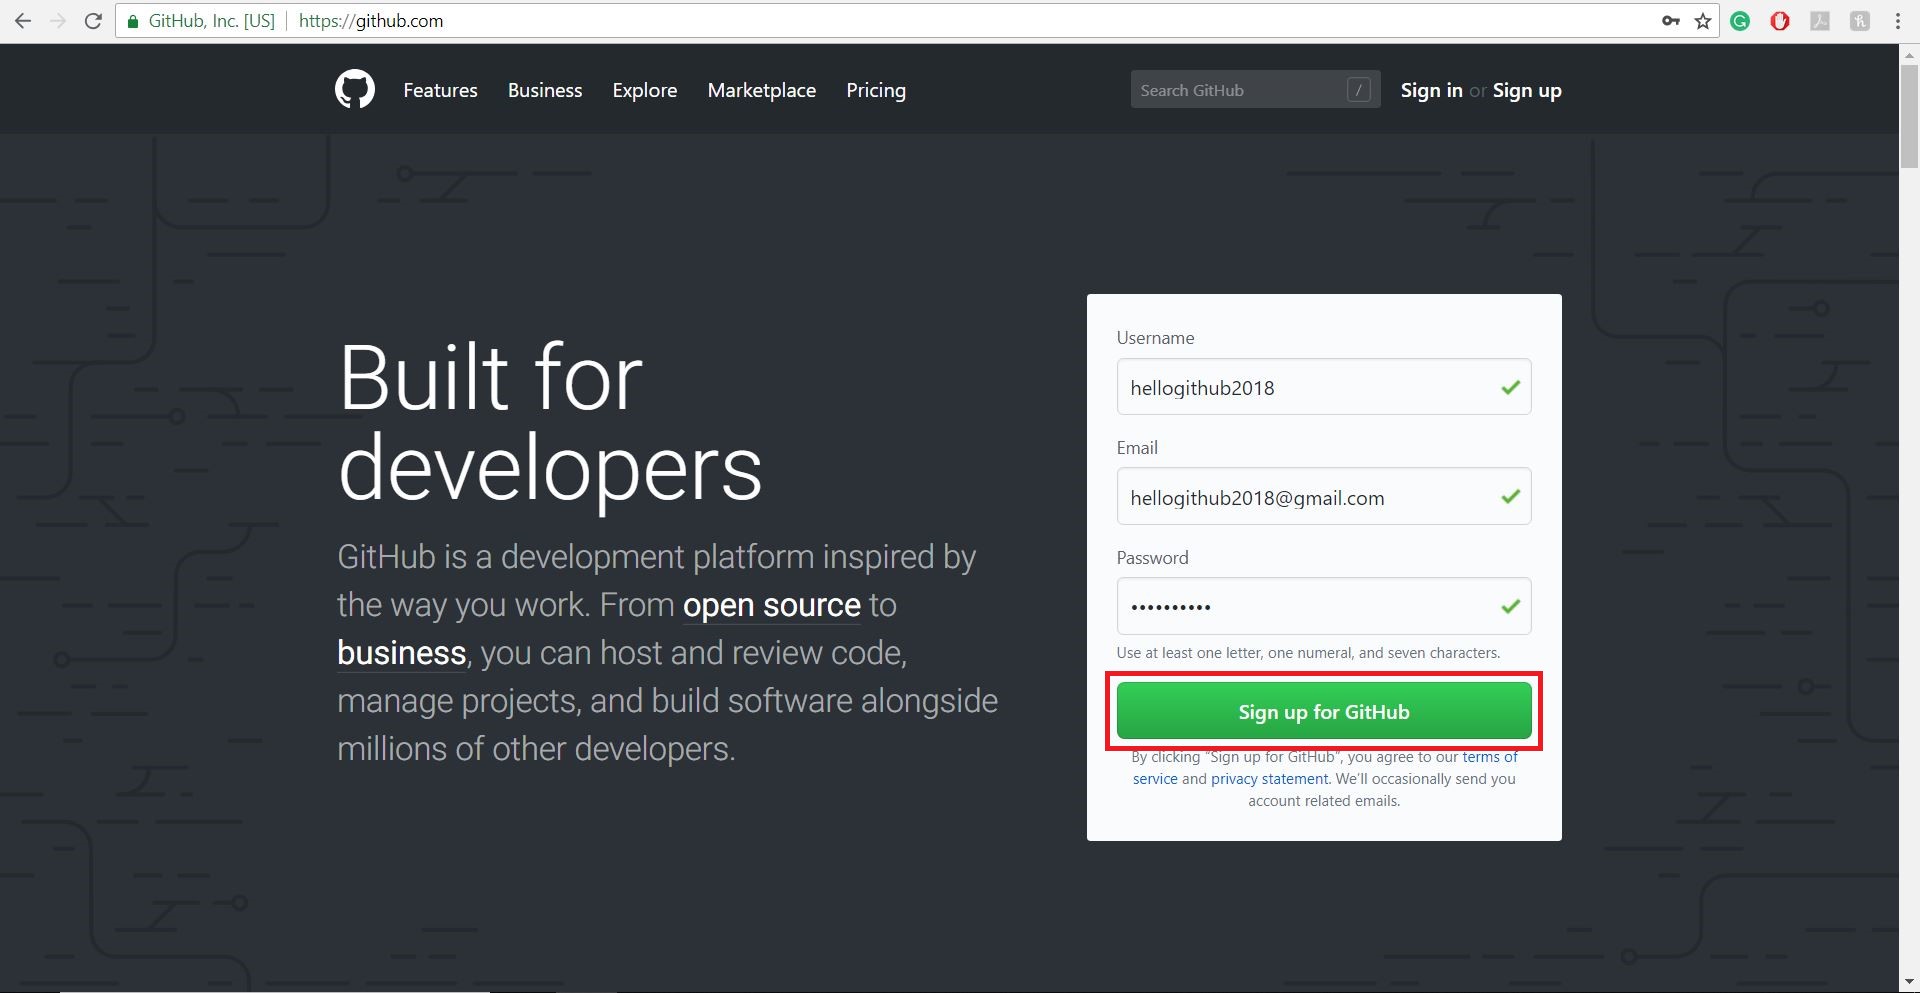 GitHub, Inc. [US] https://github.com
Features Business Explore Marketplace Pricing Search GitHub / Sign in or Sign up
Built for
developers
GitHub is a development platform inspired by
the way you work. From open source to
business, you can host and review code,
manage projects, and build software alongside
millions of other developers.
Username
hellogithub2018
Email
hellogithub2018@gmail.com
Password
••••••••••
Use at least one letter, one numeral, and seven characters.
Sign up for GitHub
By clicking “Sign up for GitHub”, you agree to our terms of
service and privacy statement. We’ll occasionally send you
account related emails.